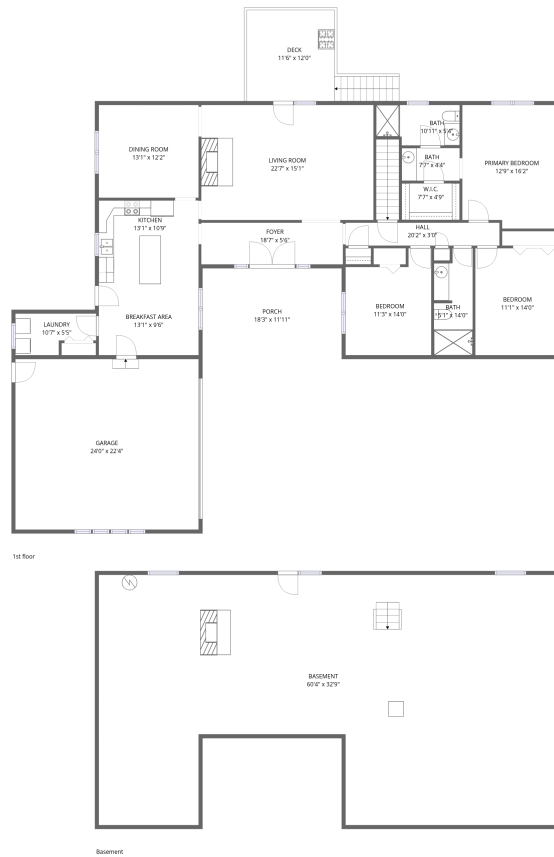 DECK
11'6" x 12'0"
DINING ROOM
13'1" x 12'2"
LIVING ROOM
22'7" x 15'1"
BATH
10'11" x 5'4"
BATH
7'7" x 4'4"
PRIMARY BEDROOM
12'9" x 16'2"
W.I.C.
7'7" x 4'9"
KITCHEN
13'1" x 10'9"
FOYER
18'7" x 5'6"
HALL
20'2" x 3'0"
PORCH
18'3" x 11'11"
BEDROOM
11'3" x 14'0"
BATH
5'1" x 14'0"
BEDROOM
11'1" x 14'0"
LAUNDRY
10'7" x 5'5"
BREAKFAST AREA
13'1" x 9'6"
GARAGE
24'0" x 22'4"
1st floor
BASEMENT
60'4" x 32'9"
Basement